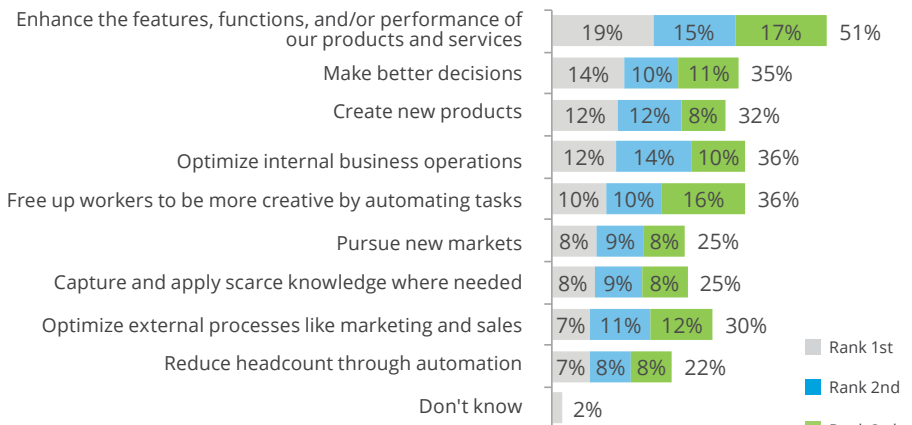 Enhance the features, functions, and/or performance of
our products and services
19% 15% 17% 51%
Make better decisions
14% 10% 11% 35%
Create new products
12% 12% 8% 32%
Optimize internal business operations
12% 14% 10% 36%
Free up workers to be more creative by automating tasks
10% 10% 16% 36%
Pursue new markets
8% 9% 8% 25%
Capture and apply scarce knowledge where needed
8% 9% 8% 25%
Optimize external processes like marketing and sales
7% 11% 12% 30%
Reduce headcount through automation
7% 8% 8% 22%
Don't know
2%
Rank 1st
Rank 2nd